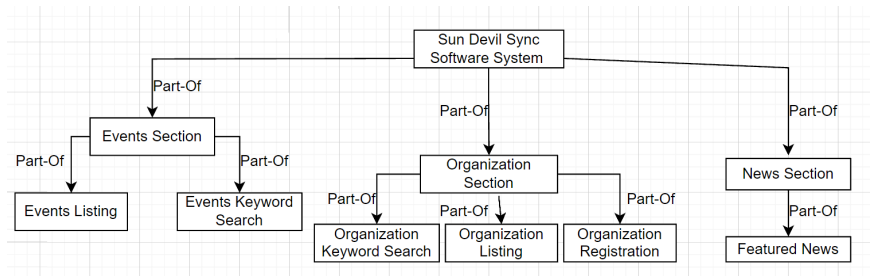 Sun Devil Sync
Software System
Part-Of
Part-Of
Part-Of
Events Section
Part-Of
Part-Of
Organization
Section
News Section
Events Listing
Events Keyword
Search
Part-Of
Part-Of
Part-Of
Part-Of
Organization
Keyword Search
Organization
Listing
Organization
Registration
Featured News